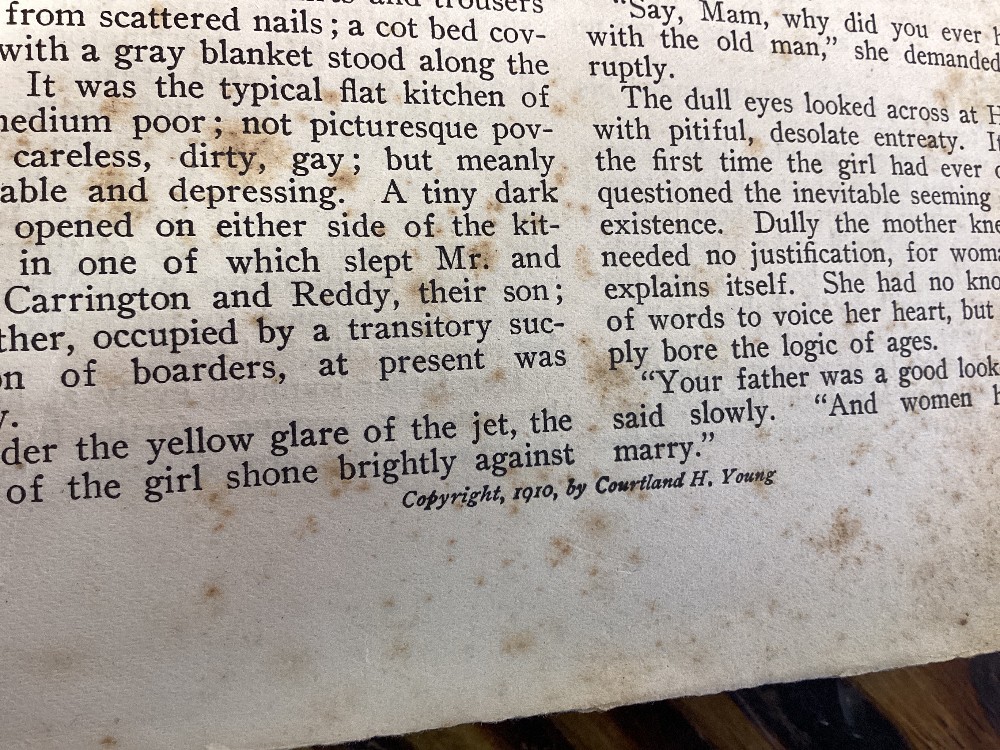 and trousers
from scattered nails; a cot bed cov-
with a gray blanket stood along the
It was the typical flat kitchen of
medium poor; not picturesque pov-
careless, dirty, gay; but meanly
able and depressing. A tiny dark
opened on either side of the kit-
in one of which slept Mr. and
Carrington and Reddy, their son;
ther, occupied by a transitory suc-
on of boarders, at present was
y.
der the yellow glare of the jet, the
of the girl shone brightly against
"Say, Mam, why did you ever h
with the old man," she demanded
ruptly.
The dull eyes looked across at H
with pitiful, desolate entreaty. It
the first time the girl had ever
questioned the inevitable seeming
existence. Dully the mother kne
needed no justification, for woma
explains itself. She had no kno
of words to voice her heart, but
ply bore the logic of ages.
"Your father was a good look
said slowly. "And women h
marry."
Copyright, 1910, by Courtland H. Young